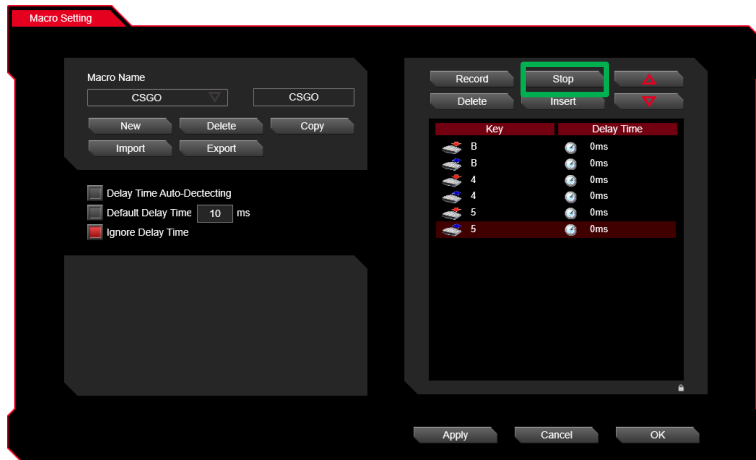 Macro Setting
Macro Name
CSGO CSGO
New Delete Copy
Import Export
Delay Time Auto-Dectecting
Default Delay Time 10 ms
Ignore Delay Time
Record Stop
Delete Insert
Key Delay Time
B 0ms
B 0ms
4 0ms
4 0ms
5 0ms
5 0ms
Apply Cancel OK